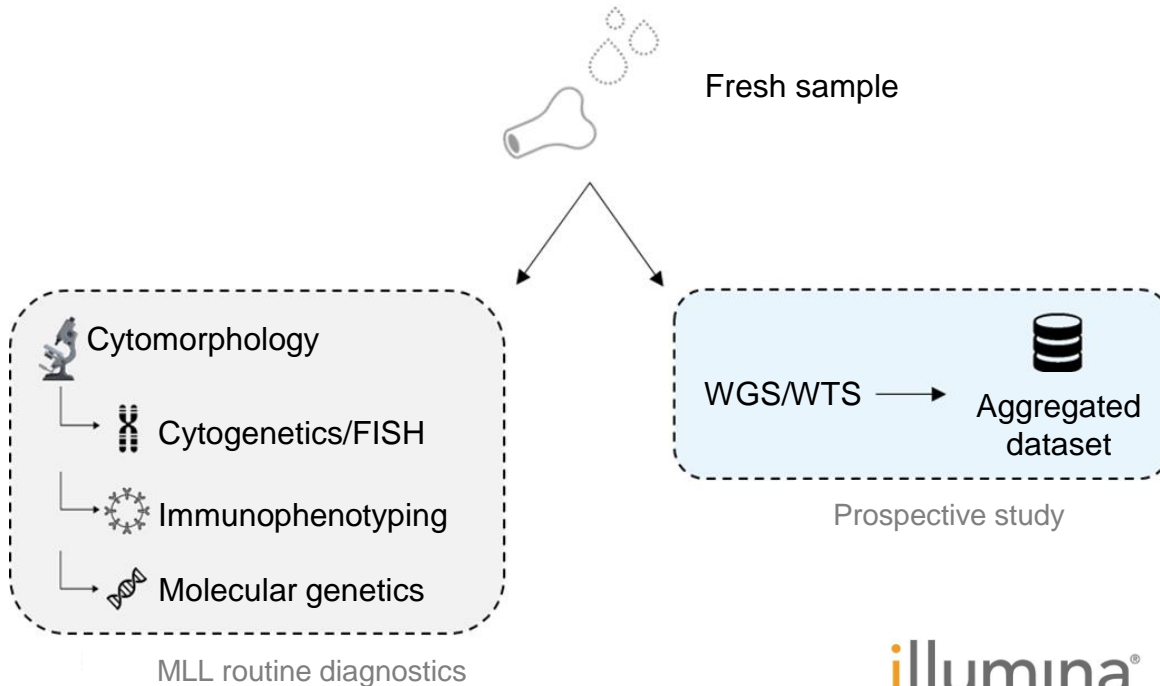 Fresh sample
Cytomorphology
Cytogenetics/FISH
Immunophenotyping
Molecular genetics
MLL routine diagnostics
WGS/WTS
Aggregated
dataset
Prospective study
illumina®